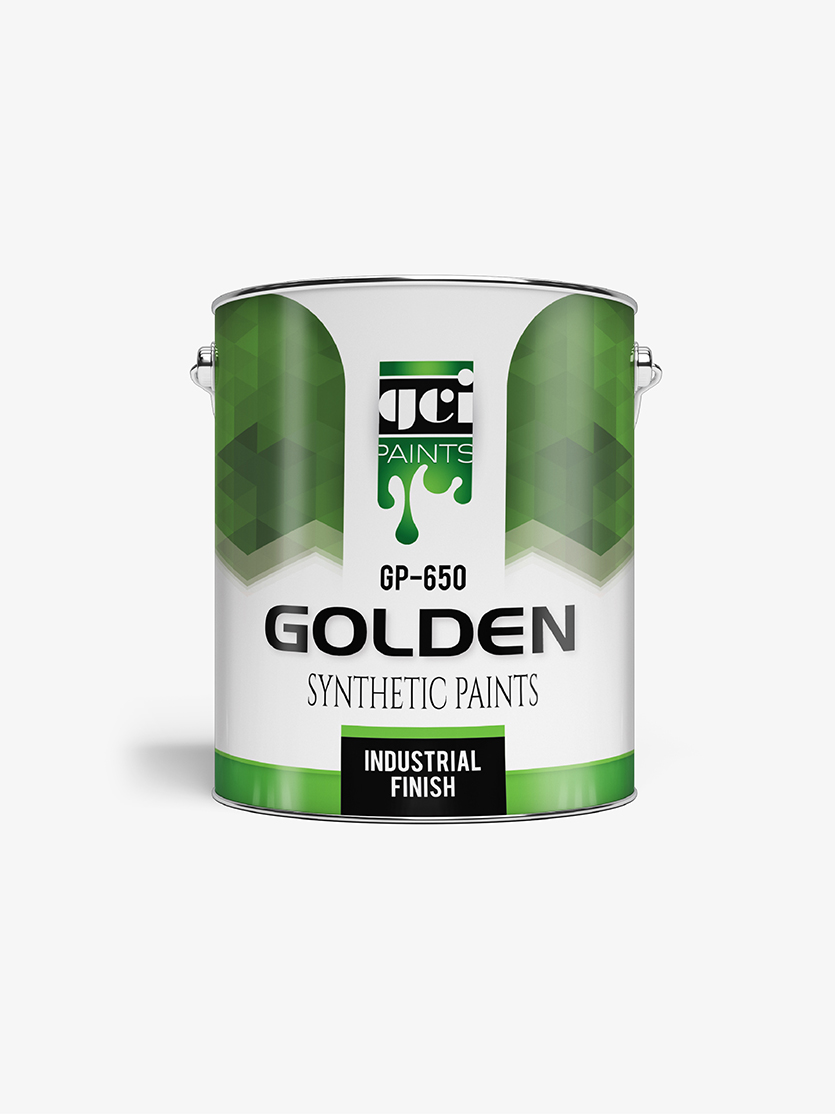 gci
PAINTS
GP-650
GOLDEN
SYNTHETIC PAINTS
INDUSTRIAL
FINISH